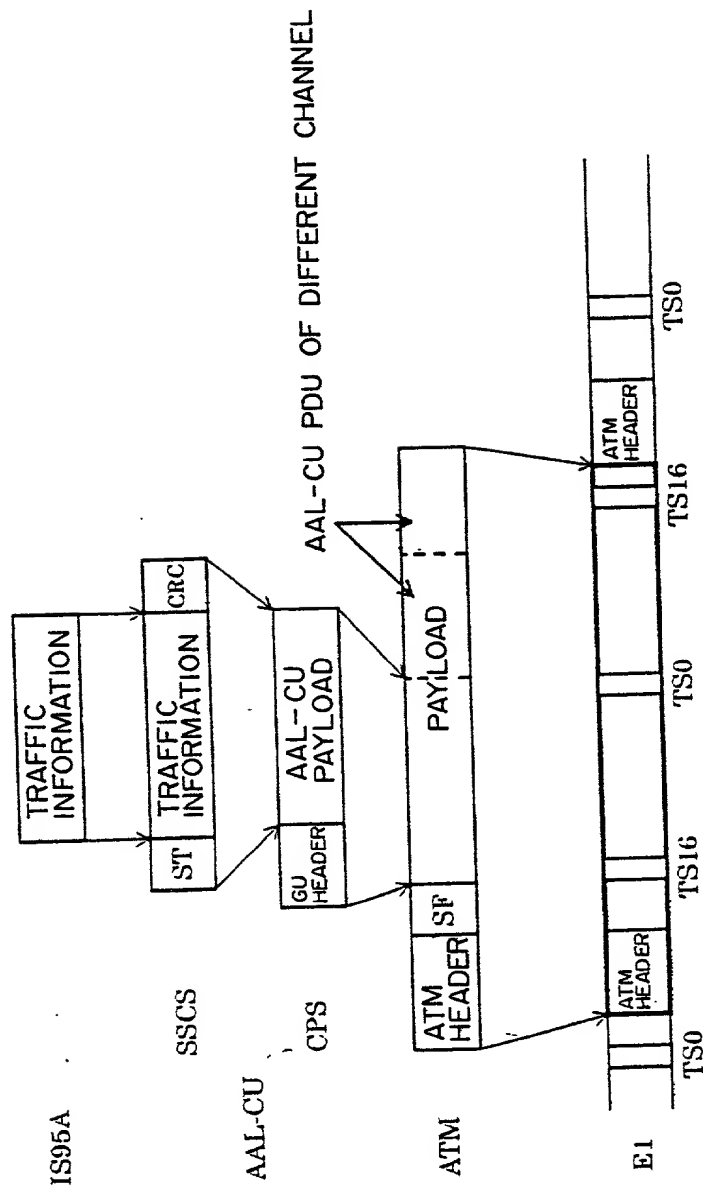 IS95A
TRAFFIC
INFORMATION
SSCS
ST
TRAFFIC
INFORMATION
CRC
AAL-CU
CPS
GU
HEADER
AAL-CU
PAYLOAD
AAL-CU PDU OF DIFFERENT CHANNEL
ATM
ATM
HEADER
SF
PAYLOAD
E1
ATM
HEADER
ATM
HEADER
TS0
TS16
TS0
TS16
TS0